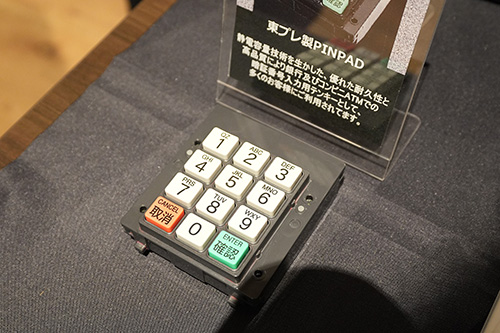 確認
東プレ製PINPAD
静電容量技術を生かした、優れた耐久性と
高品質により銀行及びコンビニATMでの
暗証番号入力用テンキーとして、
多くのお客様にご利用されてます。
QZ
1
ABC
2
DEF
3
GHI
4
JKL
5
MNO
6
PRS
7
TUV
8
WXY
9
CANCEL
取消
0
ENTER
確認